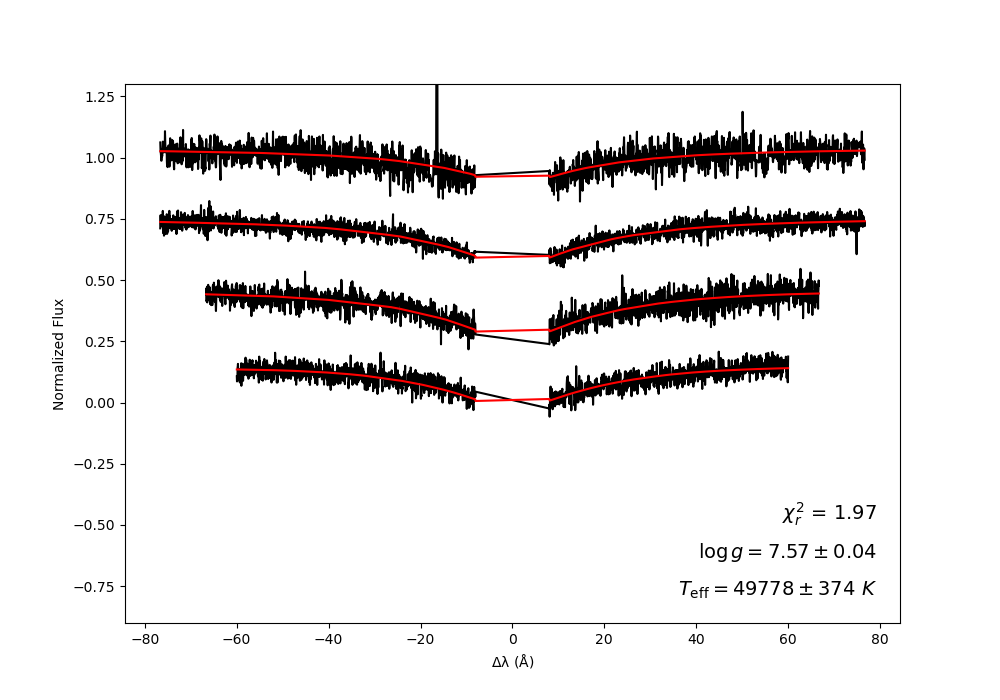 1.25
1.00
0.75
0.50
0.25
0.00
−0.25
−0.50
−0.75
Normalized Flux
χ²ᵣ = 1.97
log g = 7.57 ± 0.04
T_eff = 49778 ± 374 K
−80 −60 −40 −20 0 20 40 60 80
Δλ (Å)